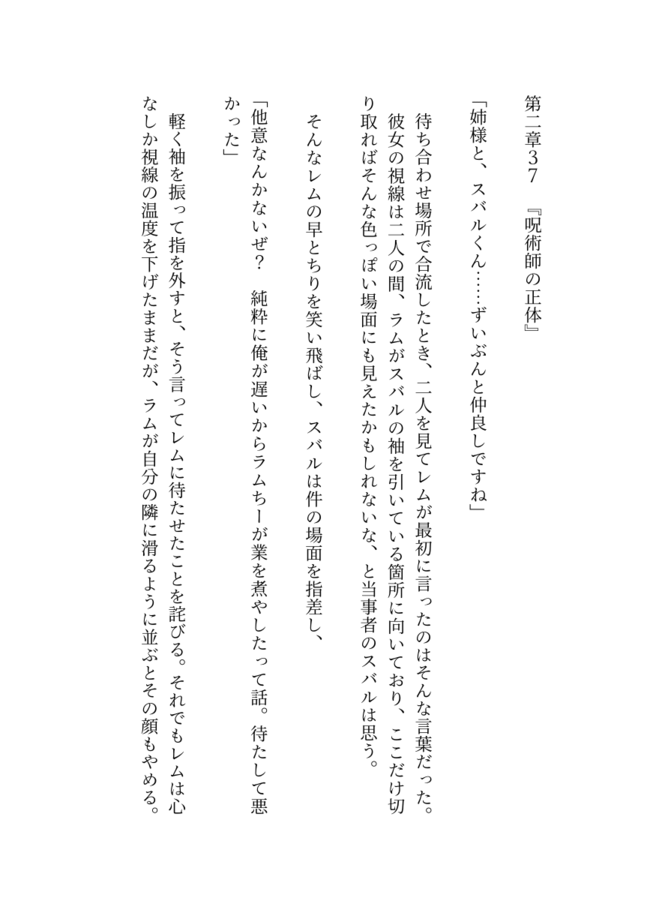 第二章３７　『呪術師の正体』
「姉様と、スバルくん……ずいぶんと仲良しですね」
　待ち合わせ場所で合流したとき、二人を見てレムが最初に言ったのはそんな言葉だった。
　彼女の視線は二人の間、ラムがスバルの袖を引いている箇所に向いており、ここだけ切
り取ればそんな色っぽい場面にも見えたかもしれないな、と当事者のスバルは思う。
　そんなレムの早とちりを笑い飛ばし、スバルは件の場面を指差し、
「他意なんかないぜ？　純粋に俺が遅いからラムちーが業を煮やしたって話。待たして悪
かった」
　軽く袖を振って指を外すと、そう言ってレムに待たせたことを詫びる。それでもレムは心
なしか視線の温度を下げたままだが、ラムが自分の隣に滑るように並ぶとその顔もやめる。